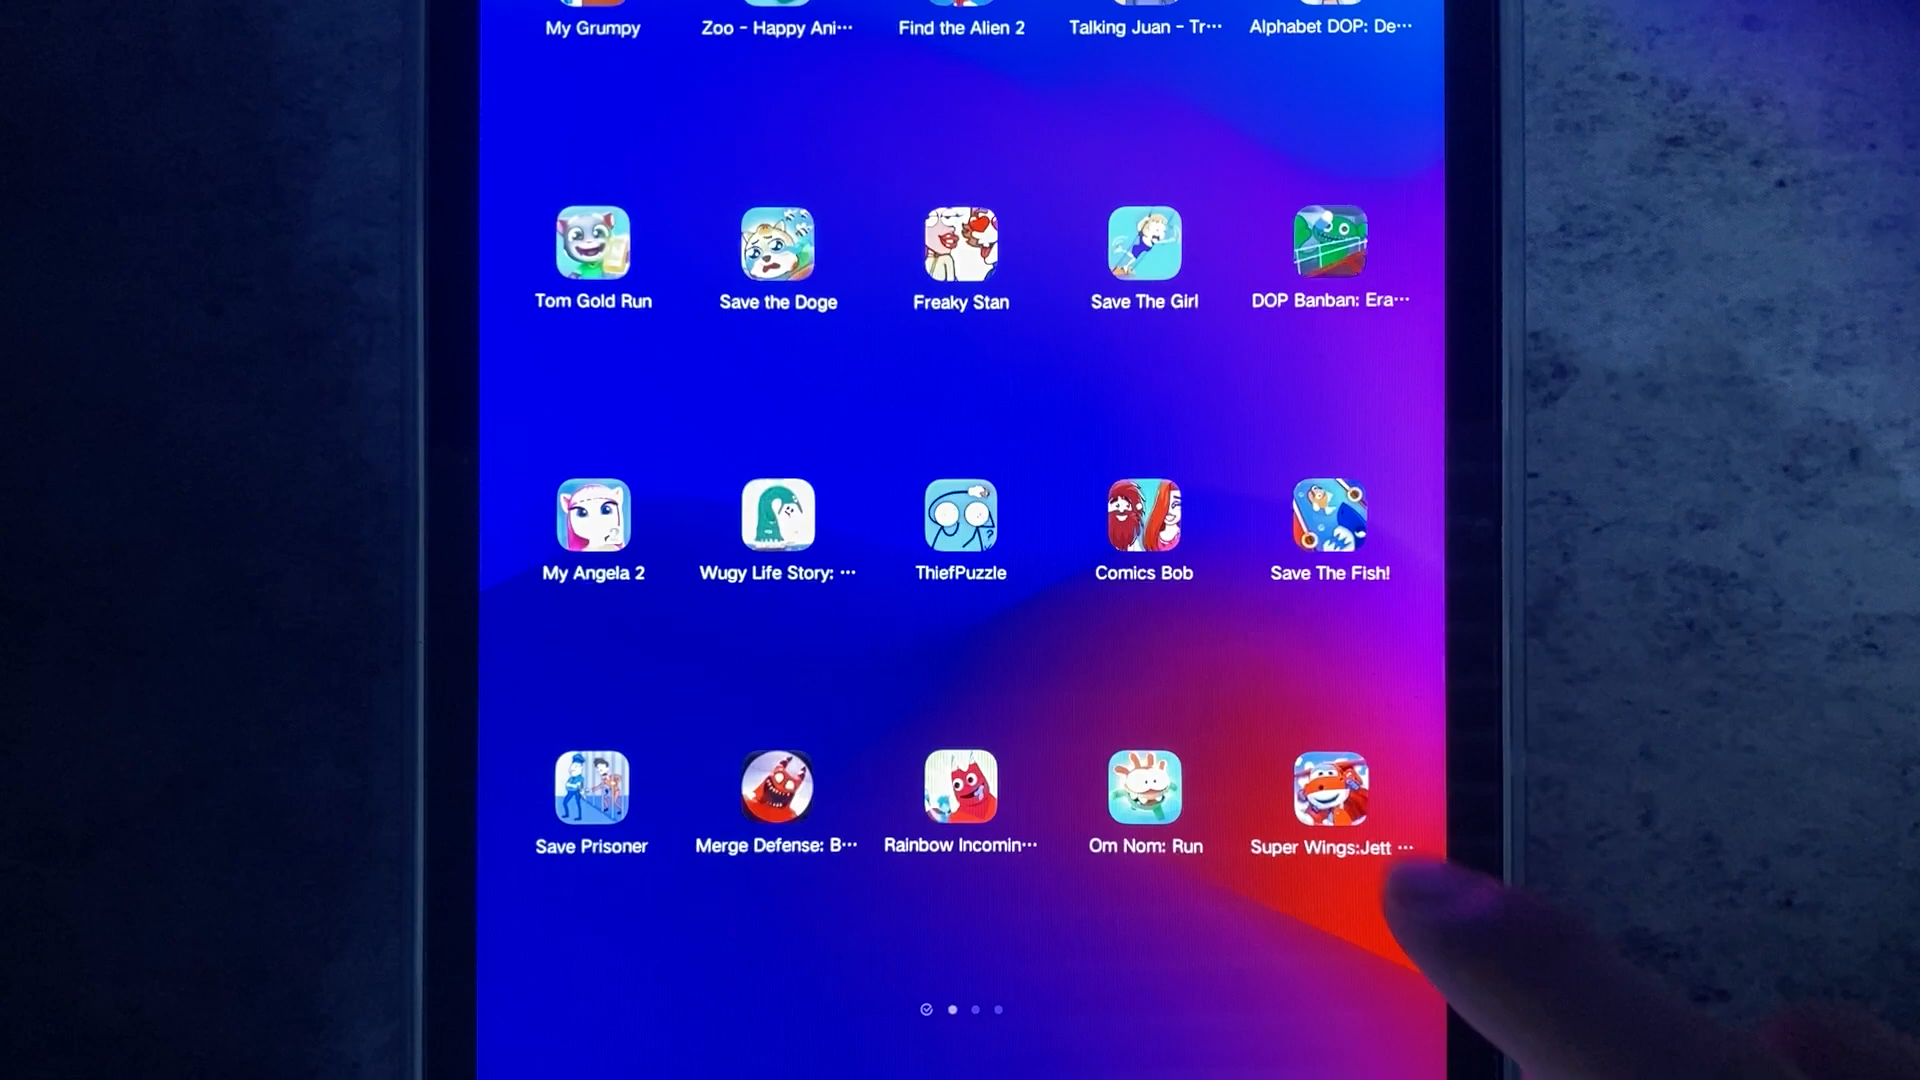 My Grumpy
Zoo - Happy Ani···
Find the Alien 2
Talking Juan - Tr···
Alphabet DOP: De···
Tom Gold Run
Save the Doge
Freaky Stan
Save The Girl
DOP Banban: Era···
My Angela 2
Wugy Life Story: ···
ThiefPuzzle
Comics Bob
Save The Fish!
Save Prisoner
Merge Defense: B···
Rainbow Incomin···
Om Nom: Run
Super Wings:Jett ···